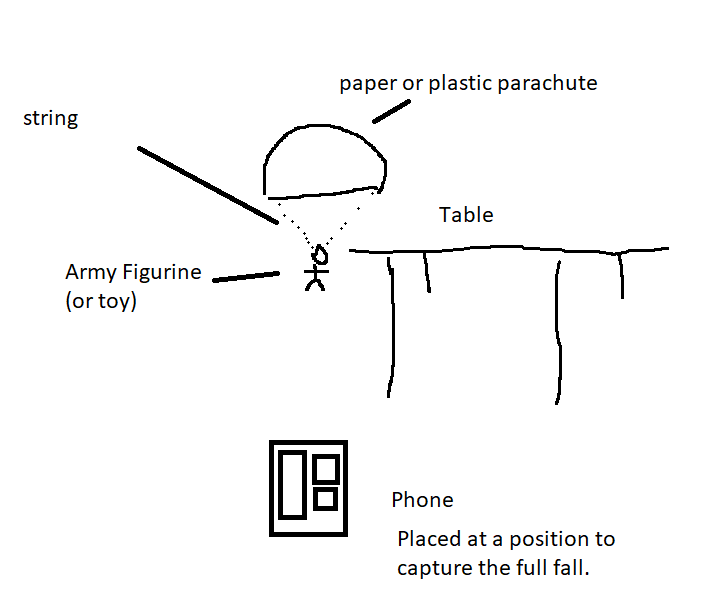 paper or plastic parachute
string
Table
Army Figurine
(or toy)
Phone
Placed at a position to
capture the full fall.